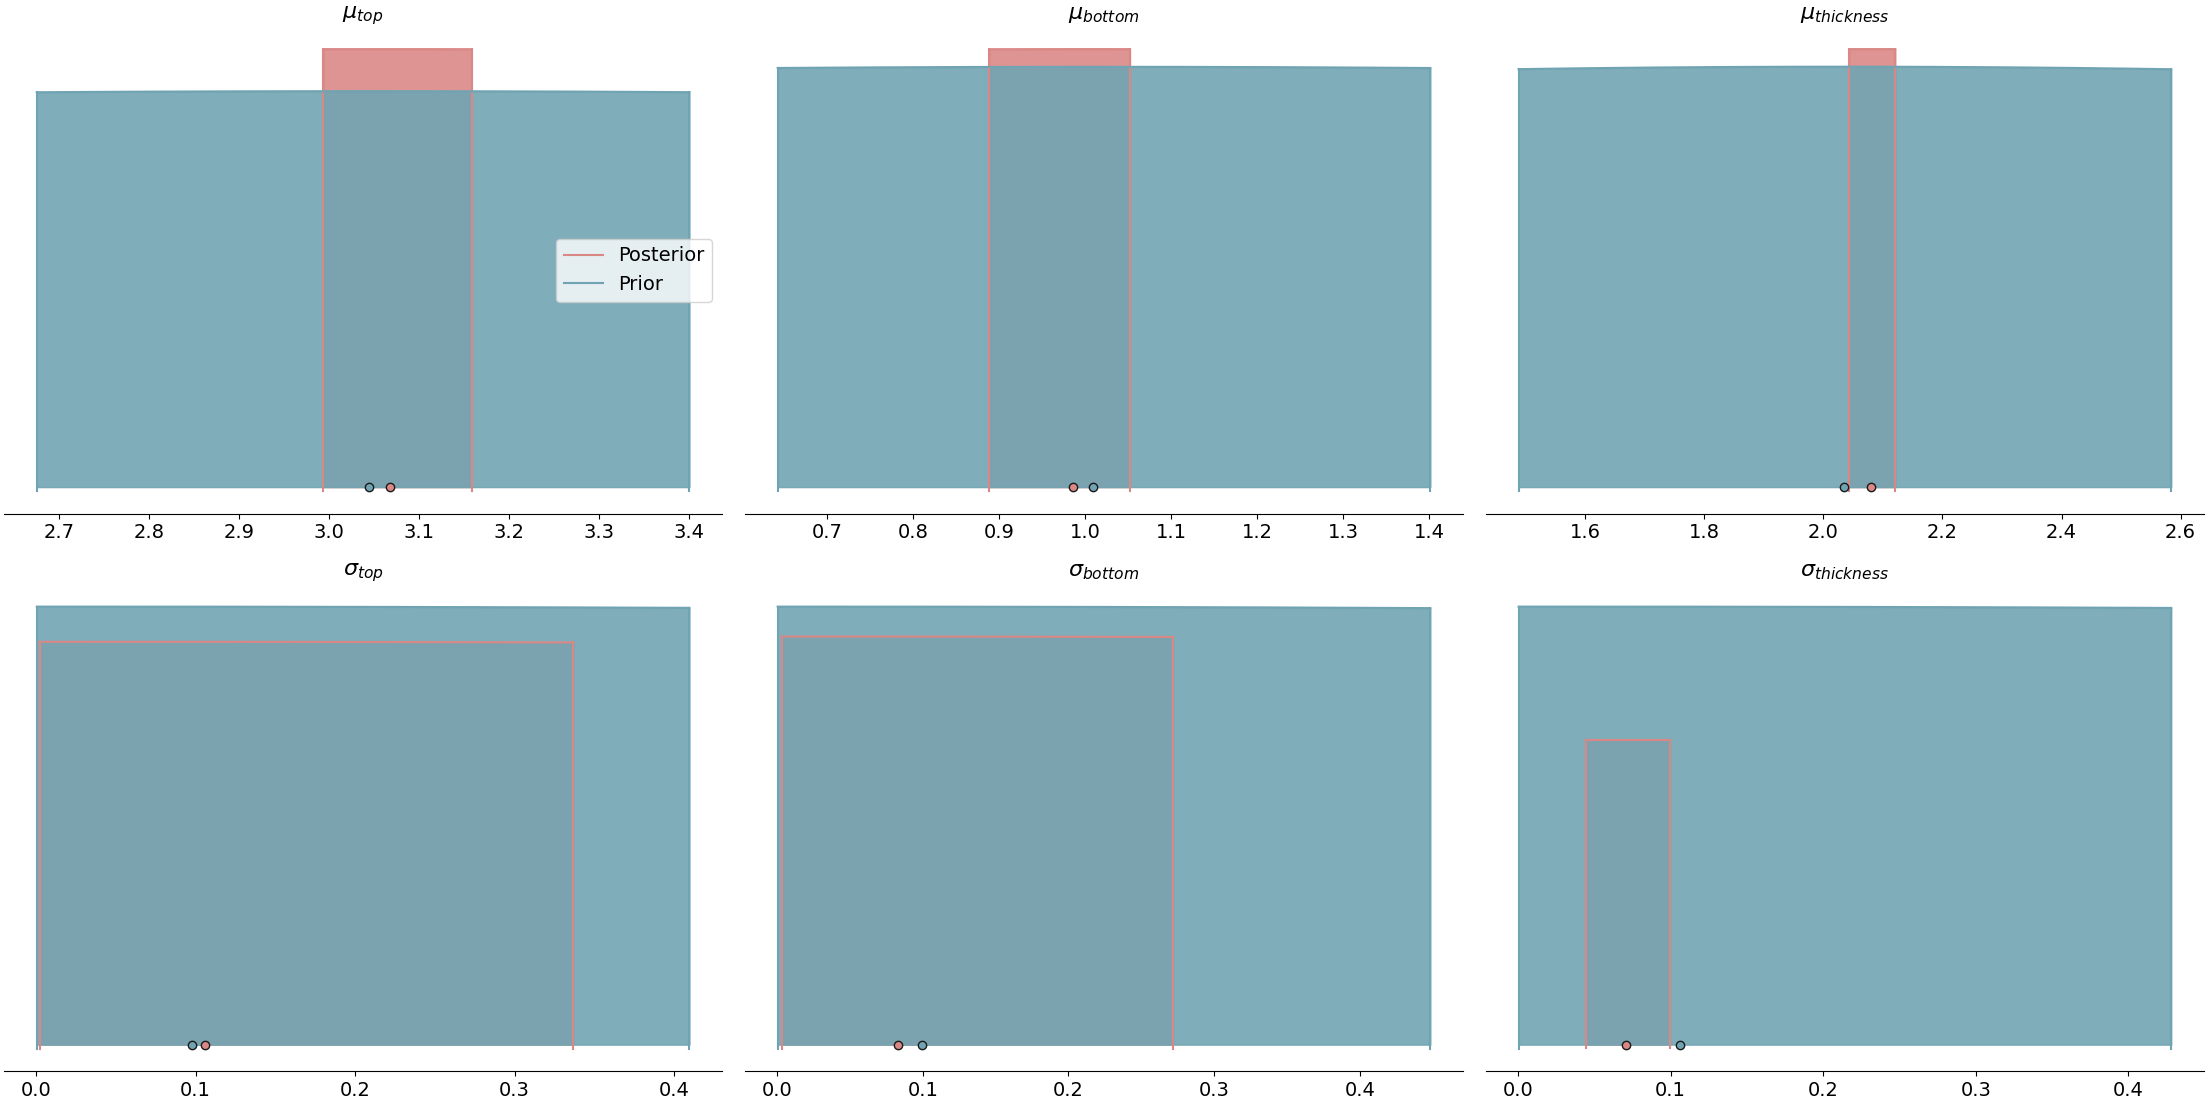 μtop
μbottom
μthickness
Posterior
Prior
2.7 2.8 2.9 3.0 3.1 3.2 3.3 3.4
0.7 0.8 0.9 1.0 1.1 1.2 1.3 1.4
1.6 1.8 2.0 2.2 2.4 2.6
σtop
σbottom
σthickness
0.0 0.1 0.2 0.3 0.4
0.0 0.1 0.2 0.3 0.4
0.0 0.1 0.2 0.3 0.4